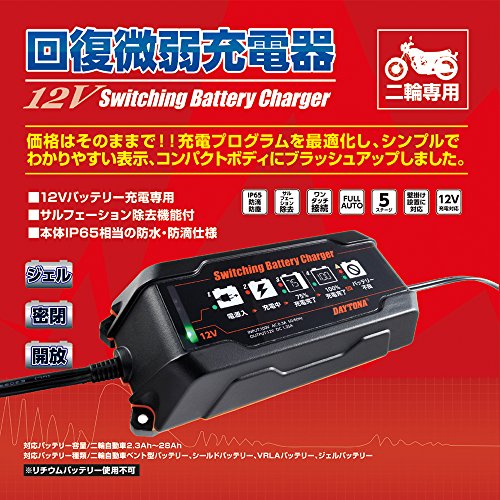 回復微弱充電器
12V Switching Battery Charger
二輪専用
価格はそのままで!!充電プログラムを最適化し、シンプルで
わかりやすい表示、コンパクトボディにブラッシュアップしました。
■12Vバッテリー充電専用
■サルフェーション除去機能付
■本体IP65相当の防水・防滴仕様
IP65
防滴
防塵
サル
フェー
ション
除去
ワン
タッチ
接続
FULL
AUTO
5
ステージ
壁掛け
設置に
対応
12V
充電対応
ジェル
密閉
開放
Switching Battery Charger
1
2
3
4
75%
100%
電源入
充電中
75%
充電完了
100%
充電完了
バッテリー
不良
12V
DAYTONA
対応バッテリー容量/二輪自動車2.3Ah~28Ah
対応バッテリー種類/二輪自動車ベント型バッテリー、シールドバッテリー、VRLAバッテリー、ジェルバッテリー
※リチウムバッテリー使用不可